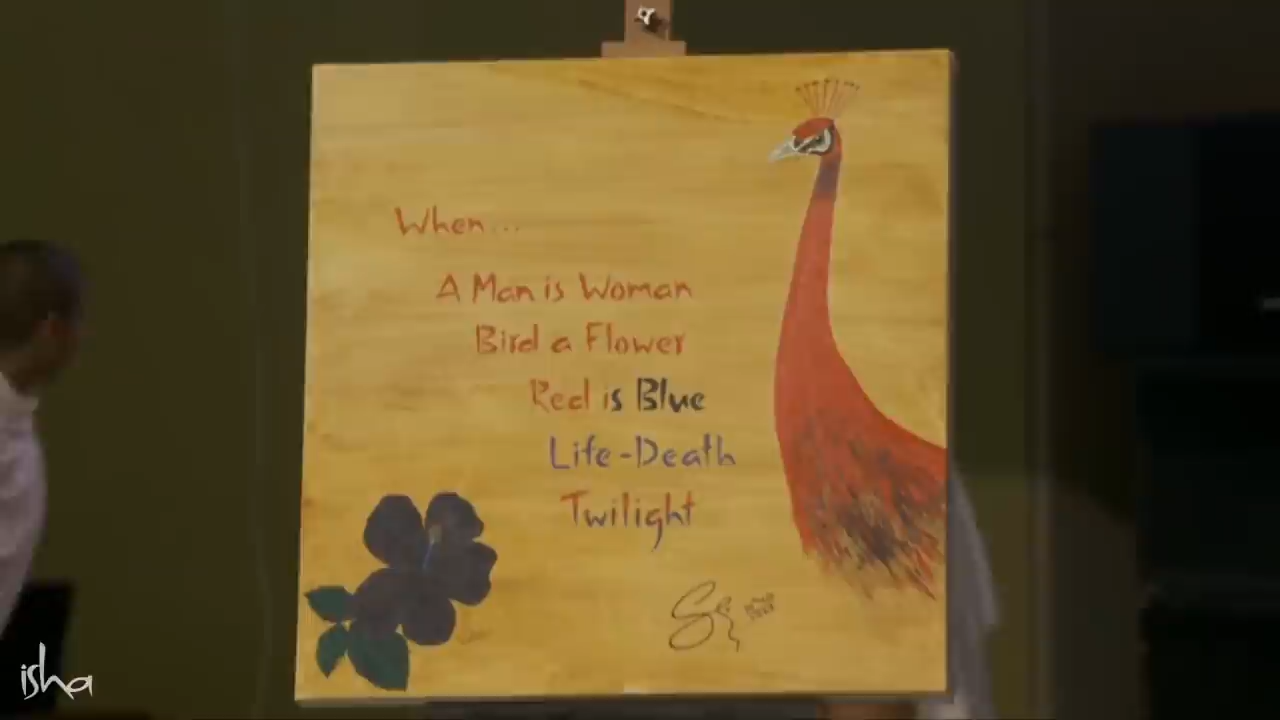 When...
A Man is Woman
Bird a Flower
Red is Blue
Life-Death
Twilight
isha